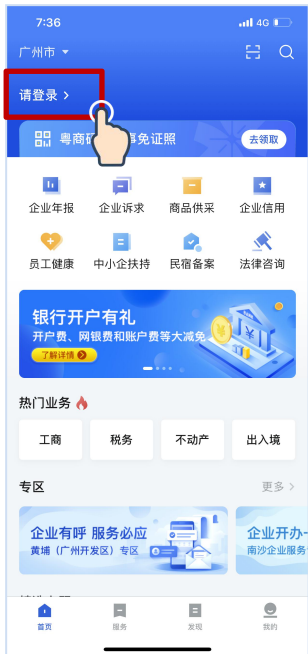 7:36 4G
广州市
请登录 >
粤商 事免证照 去领取
企业年报 企业诉求 商品供采 企业信用
员工健康 中小企扶持 民宿备案 法律咨询
银行开户有礼
开户费、网银费和账户费等大减免
了解详情
热门业务
工商 税务 不动产 出入境
专区 更多 >
企业有呼 服务必应 企业开办一
黄埔（广州开发区）专区 南沙企业服务
首页 服务 发现 我的